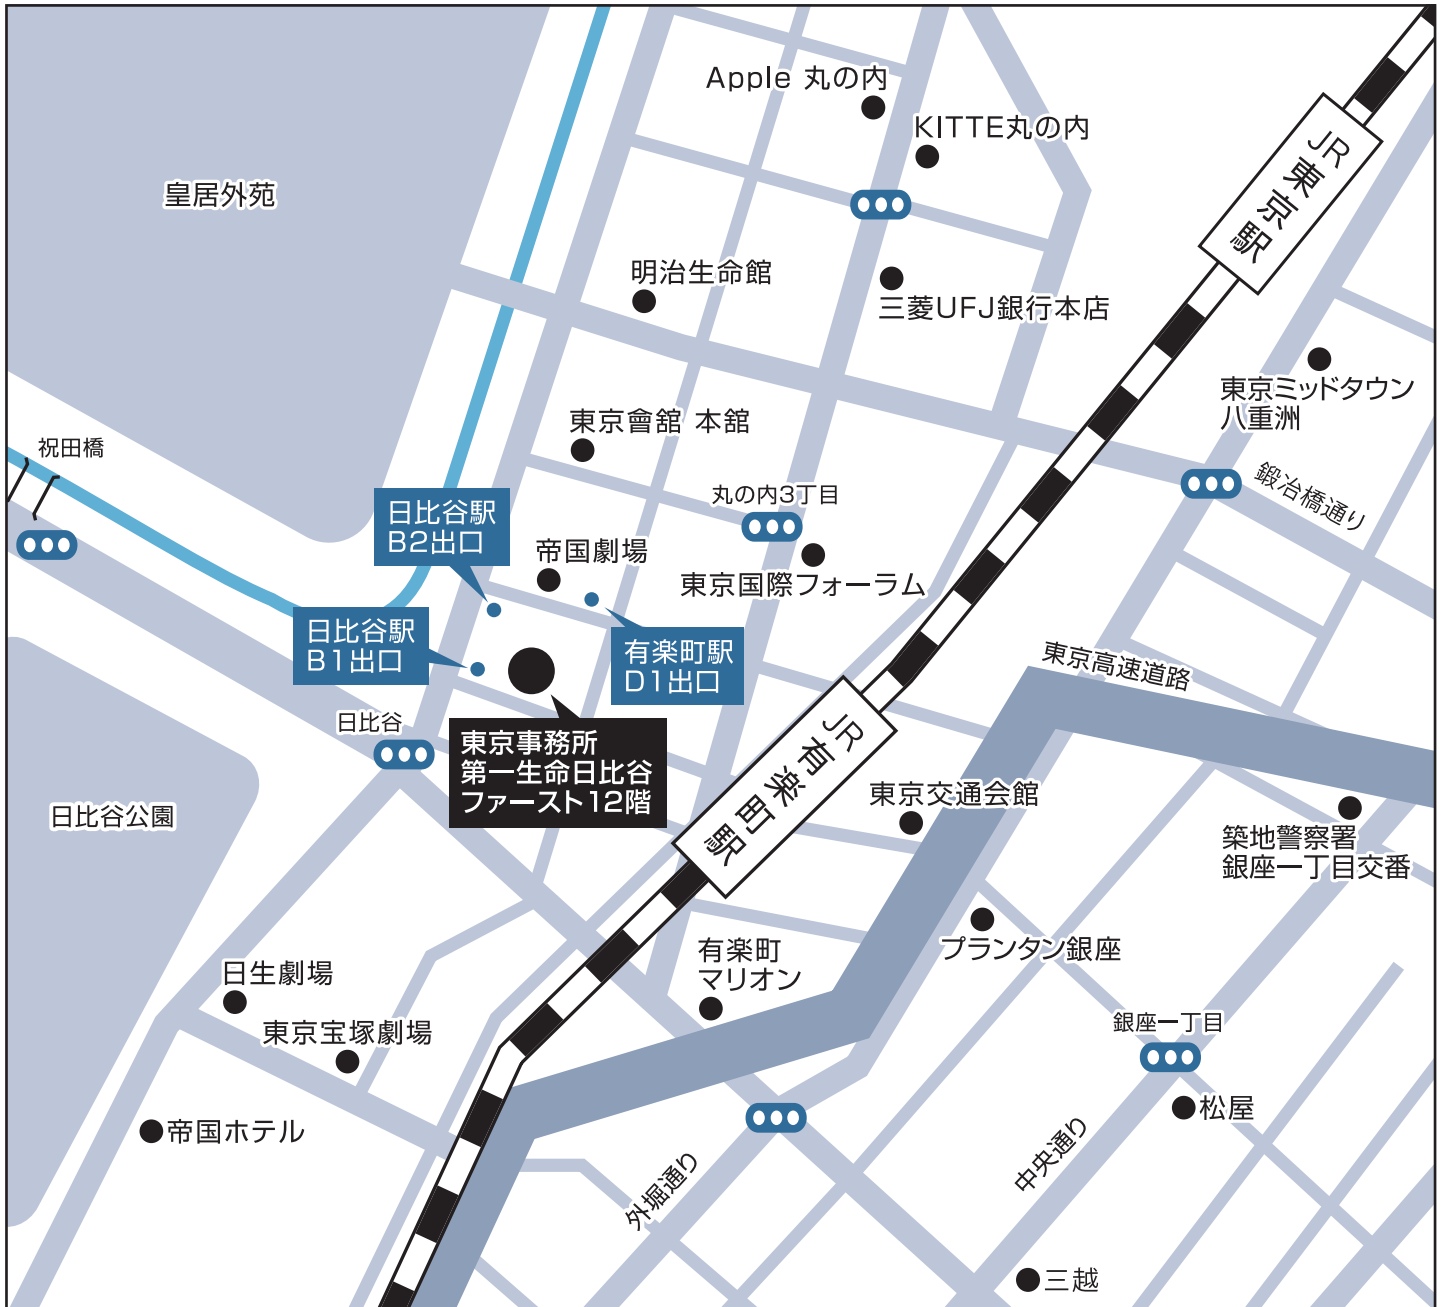 Apple 丸の内
KITTE丸の内
JR東京駅
皇居外苑
明治生命館
三菱UFJ銀行本店
東京ミッドタウン
八重洲
東京會舘 本舘
祝田橋
鍛冶橋通り
丸の内3丁目
日比谷駅
B2出口
帝国劇場
東京国際フォーラム
日比谷駅
B1出口
有楽町駅
D1出口
東京高速道路
日比谷
東京事務所
第一生命日比谷
ファースト12階
JR有楽町駅
東京交通会館
日比谷公園
築地警察署
銀座一丁目交番
有楽町
マリオン
プランタン銀座
日生劇場
東京宝塚劇場
銀座一丁目
帝国ホテル
松屋
外堀通り
中央通り
三越